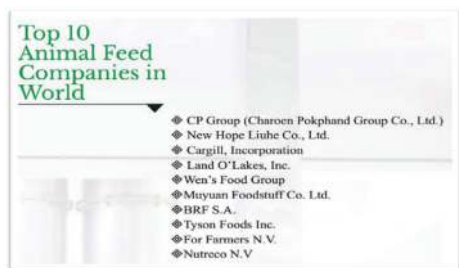 Top 10
Animal Feed
Companies in
World
❖ CP Group (Charoen Pokphand Group Co., Ltd.)
❖ New Hope Liuhe Co., Ltd.
❖ Cargill, Incorporation
❖ Land O'Lakes, Inc.
❖Wen's Food Group
❖Muyuan Foodstuff Co. Ltd.
❖BRF S.A.
❖Tyson Foods Inc.
❖For Farmers N.V.
❖Nutreco N.V